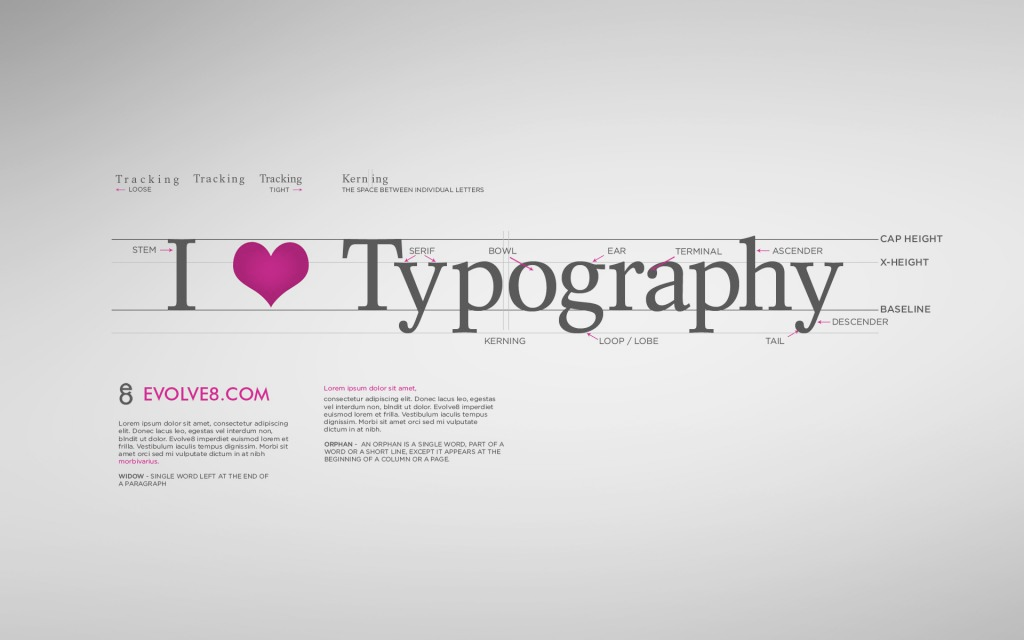 Tracking Tracking Tracking Kerning
LOOSE TIGHT THE SPACE BETWEEN INDIVIDUAL LETTERS
CAP HEIGHT
STEM SERIF BOWL EAR TERMINAL ASCENDER
X-HEIGHT
I Typography
BASELINE
DESCENDER
KERNING LOOP / LOBE TAIL
e8 EVOLVE8.COM
Lorem ipsum dolor sit amet, consectetur adipiscing
elit. Donec lacus leo, egestas vel interdum non,
blndit ut dolor. Evolve8 imperdiet euismod lorem et
frilla. Vestibulum iaculis tempus dignissim. Morbi sit
amet orci sed mi vulputate dictum in at nibh
morbivarius.
WIDOW - SINGLE WORD LEFT AT THE END OF
A PARAGRAPH
Lorem ipsum dolor sit amet,
consectetur adipiscing elit. Donec lacus leo, egestas
vel interdum non, blndit ut dolor. Evolve8 imperdiet
euismod lorem et frilla. Vestibulum iaculis tempus
dignissim. Morbi sit amet orci sed mi vulputate
dictum in at nibh.
ORPHAN - AN ORPHAN IS A SINGLE WORD, PART OF A
WORD OR A SHORT LINE, EXCEPT IT APPEARS AT THE
BEGINNING OF A COLUMN OR A PAGE.